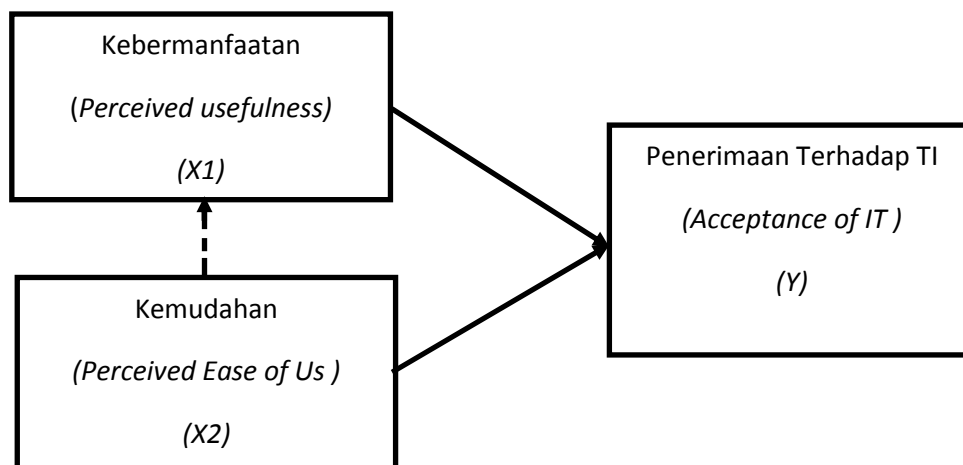 Kebermanfaatan
(Perceived usefulness)
(X1)
Penerimaan Terhadap TI
(Acceptance of IT )
(Y)
Kemudahan
(Perceived Ease of Us )
(X2)